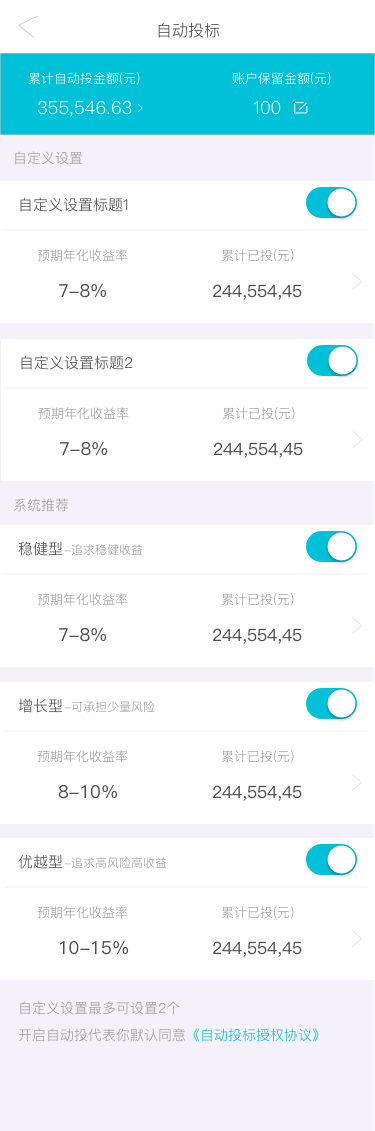 自动投标
累计自动投金额(元) 账户保留金额(元)
355,546.63 100
自定义设置
自定义设置标题1
预期年化收益率 累计已投(元)
7-8% 244,554,45
自定义设置标题2
预期年化收益率 累计已投(元)
7-8% 244,554,45
系统推荐
稳健型-追求稳健收益
预期年化收益率 累计已投(元)
7-8% 244,554,45
增长型-可承担少量风险
预期年化收益率 累计已投(元)
8-10% 244,554,45
优越型-追求高风险高收益
预期年化收益率 累计已投(元)
10-15% 244,554,45
自定义设置最多可设置2个
开启自动投代表你默认同意《自动投标授权协议》